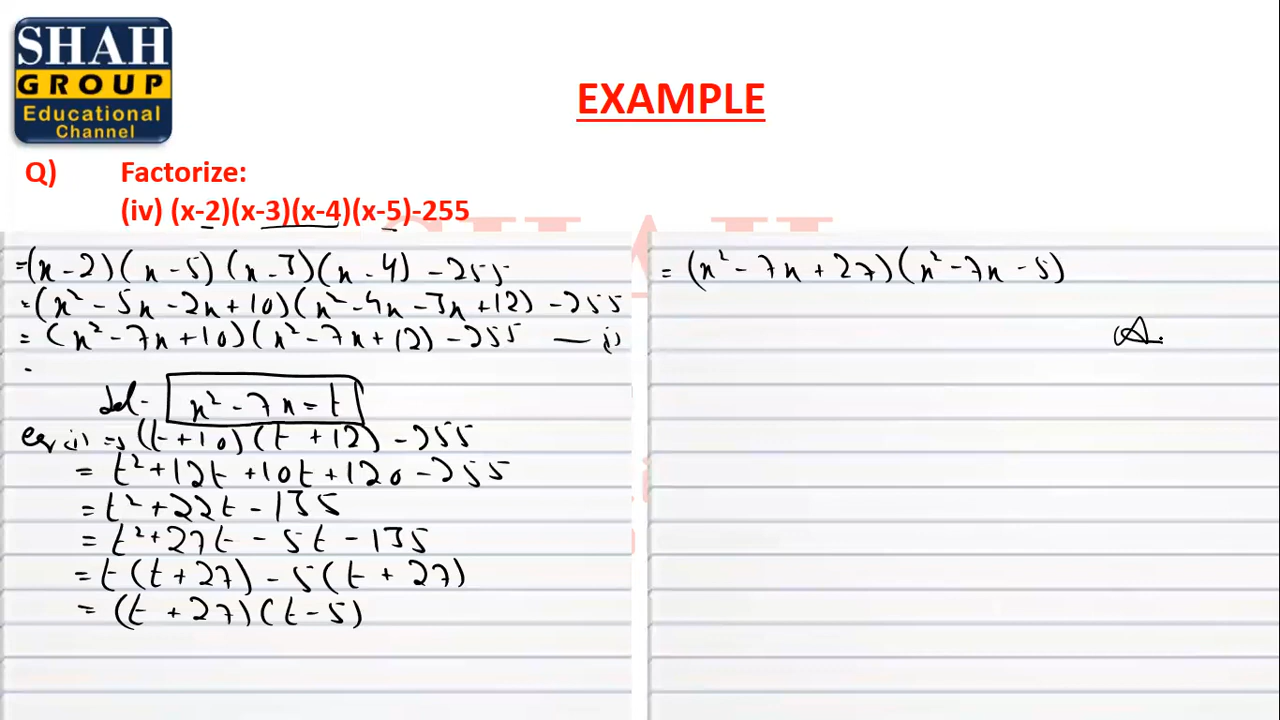 SHAH
GROUP
Educational
Channel
EXAMPLE
Q) Factorize:
(iv) (x-2)(x-3)(x-4)(x-5)-255
=(x-2)(x-5)(x-3)(x-4)-255
=(x²-5x-2x+10)(x²-4x-3x+12)-255
=(x²-7x+10)(x²-7x+12)-255 — (i)
x²-7x=t
eq (i) => (t+10)(t+12)-255
= t²+12t+10t+120-255
= t²+22t-135
= t²+27t-5t-135
= t(t+27)-5(t+27)
= (t+27)(t-5)
= (x²-7x+27)(x²-7x-5)